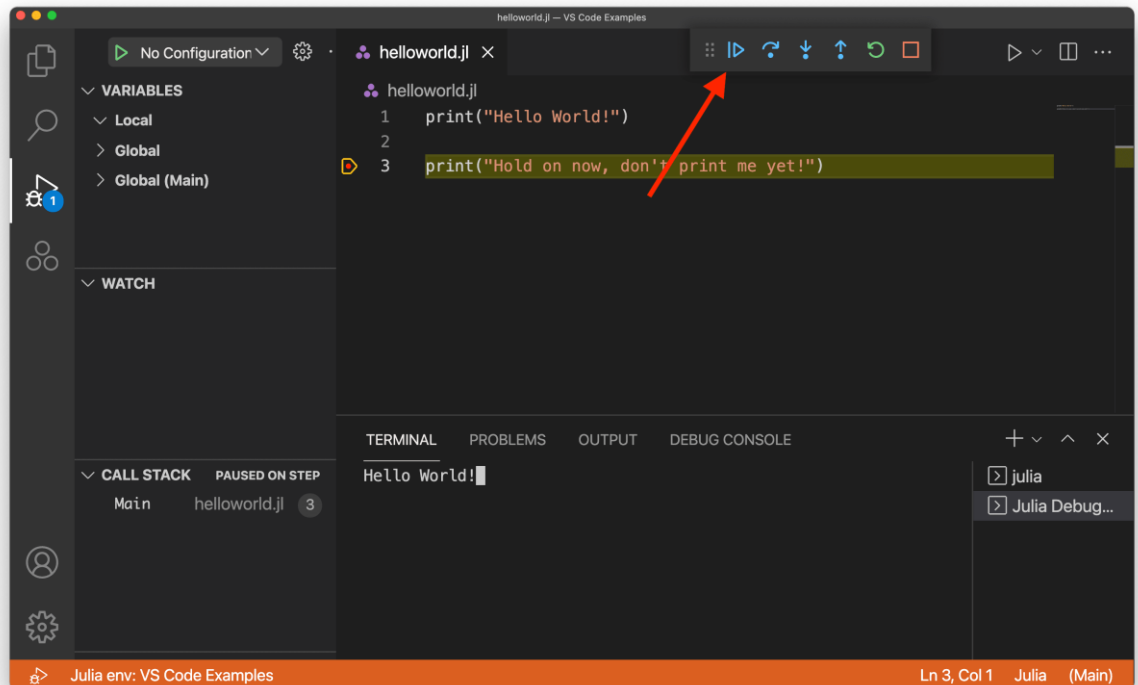 helloworld.jl — VS Code Examples
No Configuration
helloworld.jl
VARIABLES
Local
Global
Global (Main)
1
WATCH
CALL STACK PAUSED ON STEP
Main helloworld.jl 3
helloworld.jl
1 print("Hello World!")
2
3 print("Hold on now, don't print me yet!")
TERMINAL PROBLEMS OUTPUT DEBUG CONSOLE
Hello World!
julia
Julia Debug...
Julia env: VS Code Examples Ln 3, Col 1 Julia (Main)